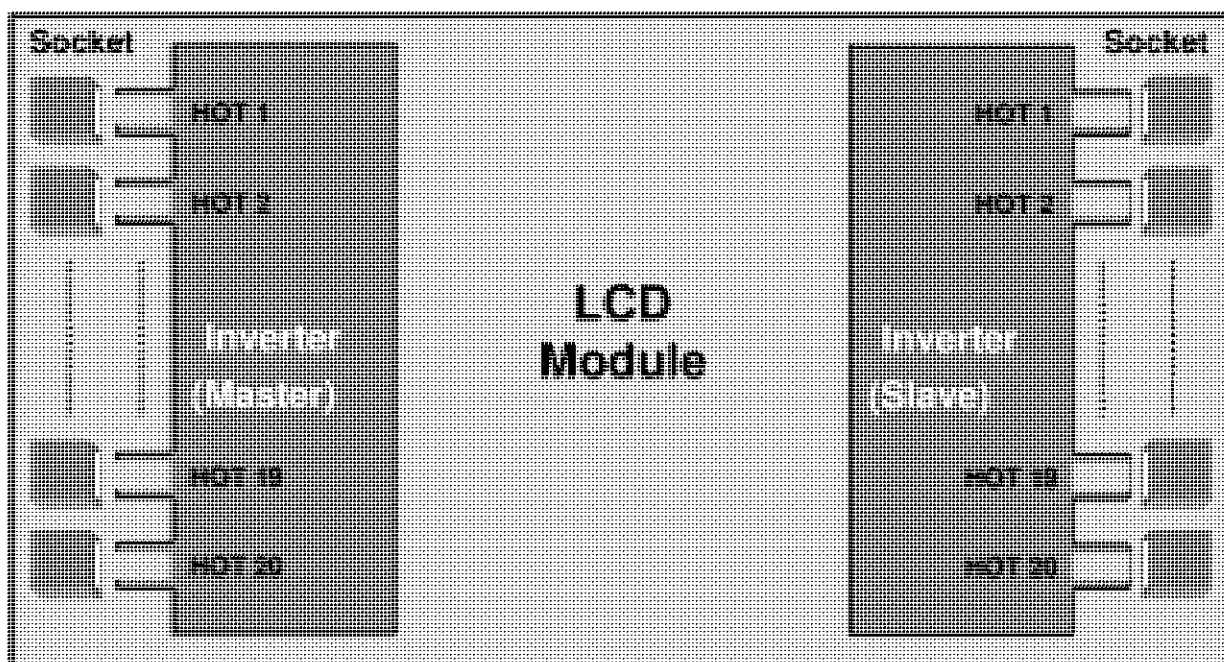 Socket
Socket
HOT 1
HOT 1
HOT 2
HOT 2
LCD
Module
Inverter
(Master)
Inverter
(Slave)
HOT 19
HOT 19
HOT 20
HOT 20